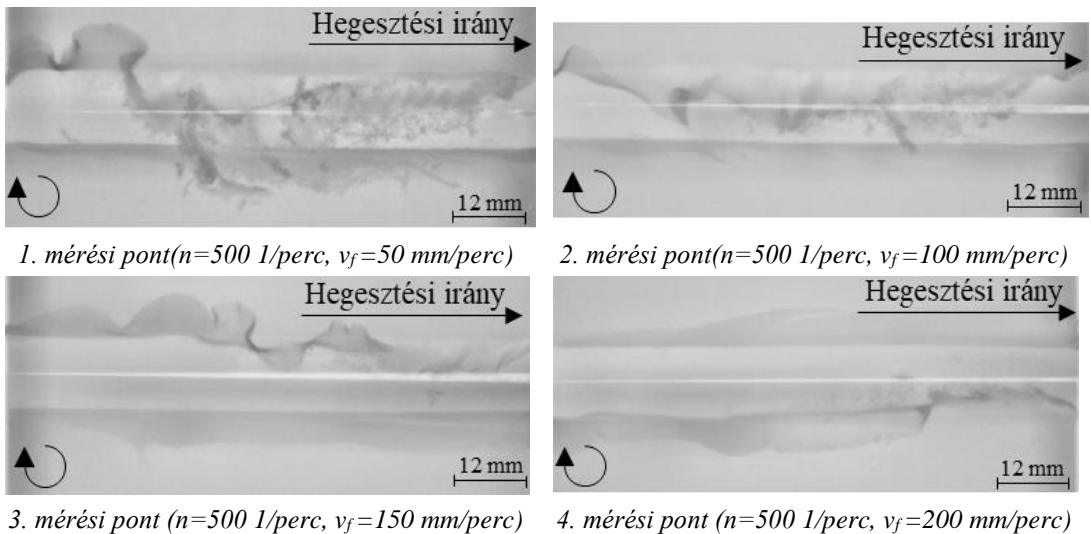 Hegesztési irány
12 mm
1. mérési pont(n=500 1/perc, vf=50 mm/perc)
Hegesztési irány
12 mm
2. mérési pont(n=500 1/perc, vf=100 mm/perc)
Hegesztési irány
12 mm
3. mérési pont (n=500 1/perc, vf=150 mm/perc)
Hegesztési irány
12 mm
4. mérési pont (n=500 1/perc, vf=200 mm/perc)